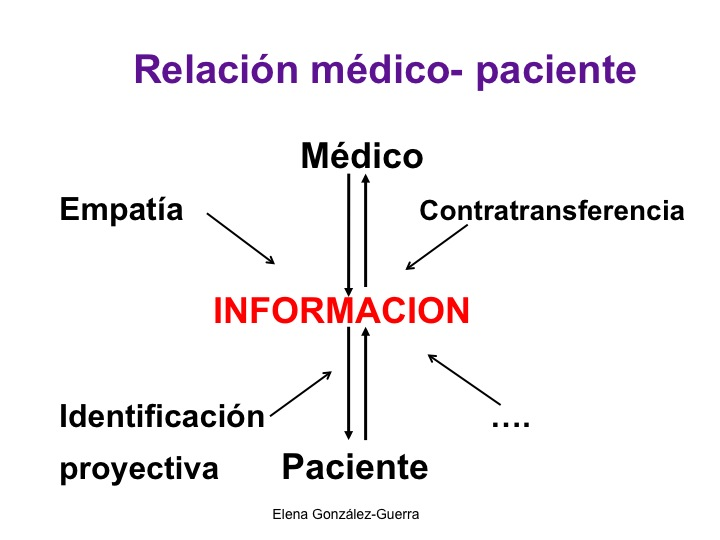 Relación médico- paciente
Médico
Empatía
Contratransferencia
INFORMACION
Identificación
proyectiva
….
Paciente
Elena González-Guerra